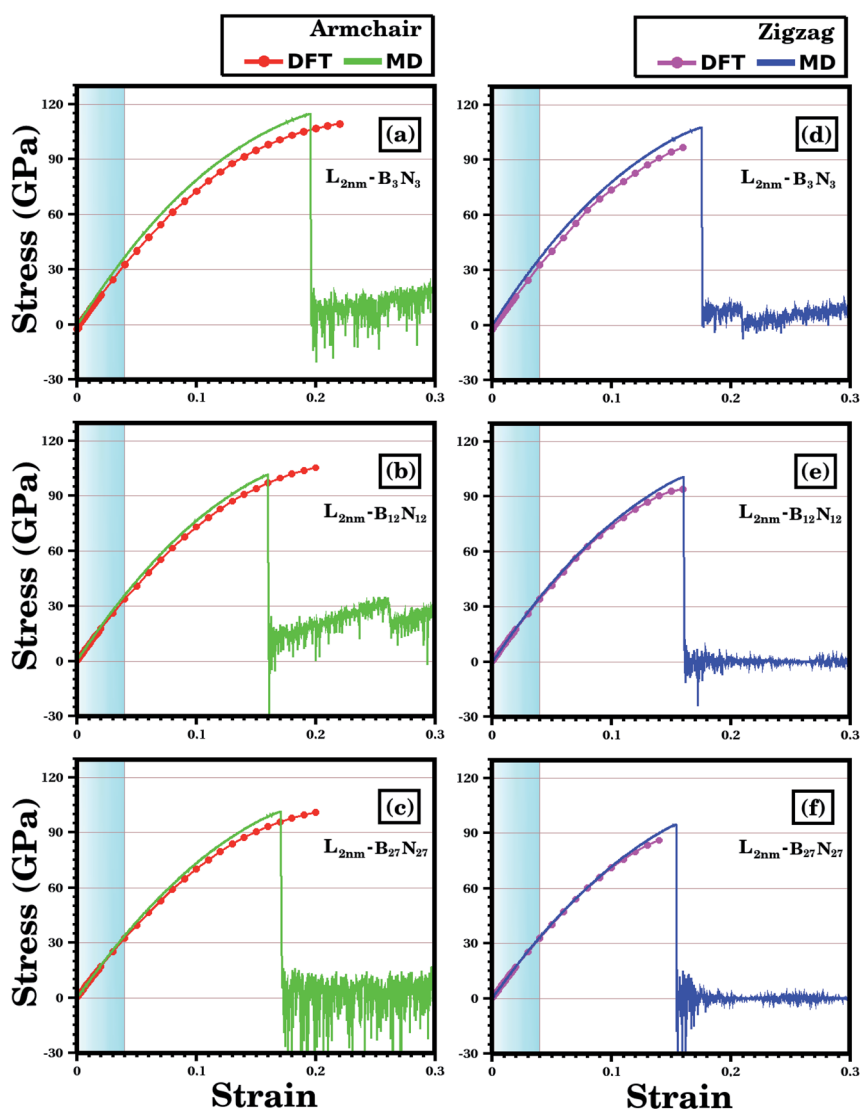 Armchair
DFT MD
Zigzag
DFT MD
Stress (GPa)
120
90
60
30
0
-30
(a)
L2nm-B3N3
0 0.1 0.2 0.3
120
90
60
30
0
-30
(d)
L2nm-B3N3
0 0.1 0.2 0.3
Stress (GPa)
120
90
60
30
0
-30
(b)
L2nm-B12N12
0 0.1 0.2 0.3
120
90
60
30
0
-30
(e)
L2nm-B12N12
0 0.1 0.2 0.3
Stress (GPa)
120
90
60
30
0
-30
(c)
L2nm-B27N27
0 0.1 0.2 0.3
Strain
120
90
60
30
0
-30
(f)
L2nm-B27N27
0 0.1 0.2 0.3
Strain